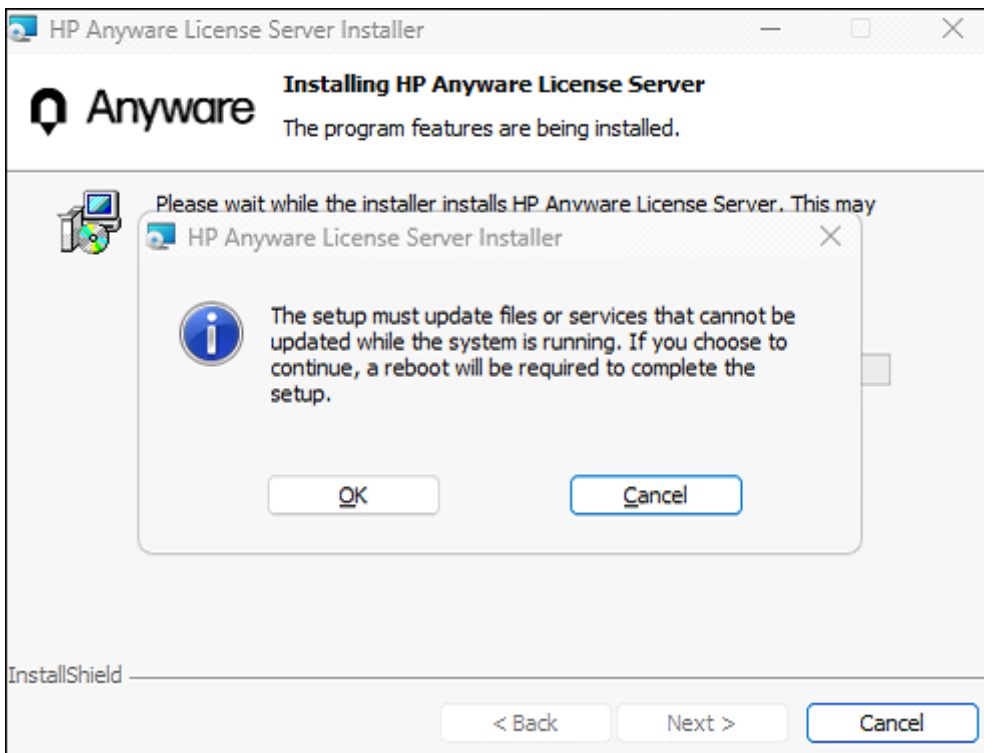 HP Anyware License Server Installer
Anyware
Installing HP Anyware License Server
The program features are being installed.
Please wait while the installer installs HP Anyware License Server. This may
HP Anyware License Server Installer
The setup must update files or services that cannot be
updated while the system is running. If you choose to
continue, a reboot will be required to complete the
setup.
OK
Cancel
InstallShield
< Back
Next >
Cancel